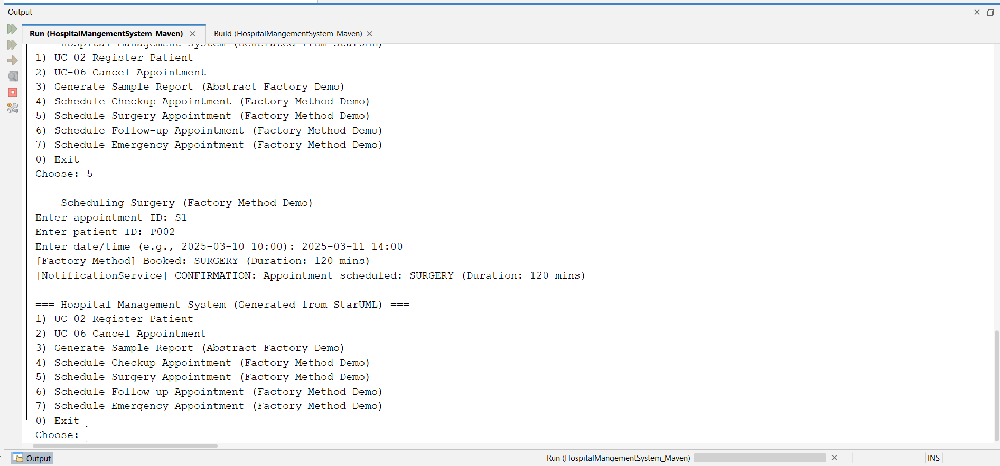 Output
Run (HospitalMangementSystem_Maven)
Build (HospitalMangementSystem_Maven)
Hospital Management System (Generated from StarUML)
1) UC-02 Register Patient
2) UC-06 Cancel Appointment
3) Generate Sample Report (Abstract Factory Demo)
4) Schedule Checkup Appointment (Factory Method Demo)
5) Schedule Surgery Appointment (Factory Method Demo)
6) Schedule Follow-up Appointment (Factory Method Demo)
7) Schedule Emergency Appointment (Factory Method Demo)
0) Exit
Choose: 5
--- Scheduling Surgery (Factory Method Demo) ---
Enter appointment ID: S1
Enter patient ID: P002
Enter date/time (e.g., 2025-03-10 10:00): 2025-03-11 14:00
[Factory Method] Booked: SURGERY (Duration: 120 mins)
[NotificationService] CONFIRMATION: Appointment scheduled: SURGERY (Duration: 120 mins)
=== Hospital Management System (Generated from StarUML) ===
1) UC-02 Register Patient
2) UC-06 Cancel Appointment
3) Generate Sample Report (Abstract Factory Demo)
4) Schedule Checkup Appointment (Factory Method Demo)
5) Schedule Surgery Appointment (Factory Method Demo)
6) Schedule Follow-up Appointment (Factory Method Demo)
7) Schedule Emergency Appointment (Factory Method Demo)
0) Exit
Choose:
Output
Run (HospitalMangementSystem_Maven)
INS